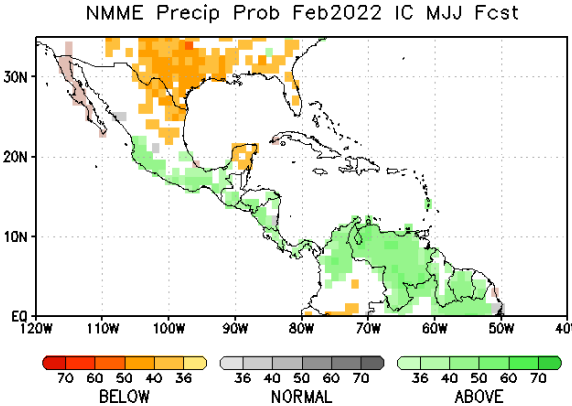 NMME Precip Prob Feb2022 IC MJJ Fcst
30N
20N
10N
EQ
120W 110W 100W 90W 80W 70W 60W 50W 40W
70 60 50 40 36 36 40 50 60 70 36 40 50 60 70
BELOW NORMAL ABOVE